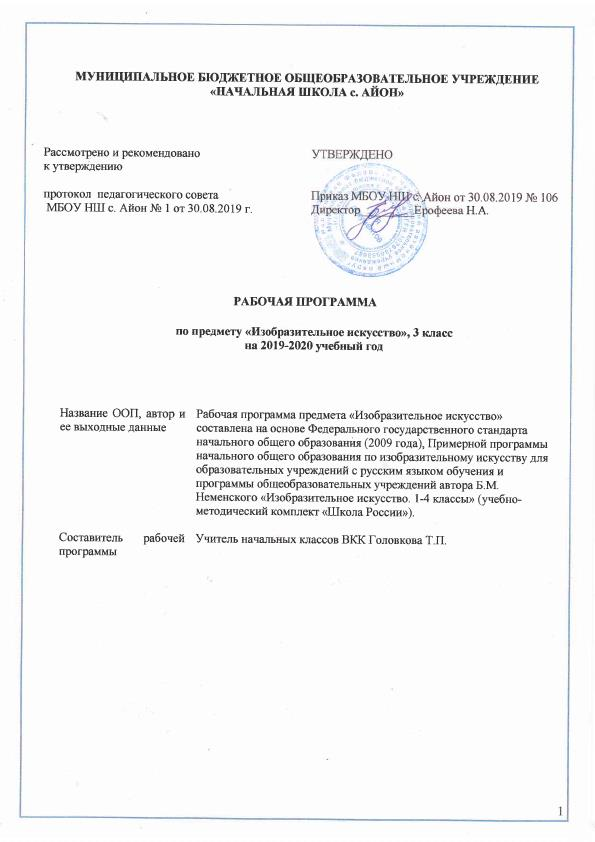 МУНИЦИПАЛЬНОЕ БЮДЖЕТНОЕ ОБЩЕОБРАЗОВАТЕЛЬНОЕ УЧРЕЖДЕНИЕ
«НАЧАЛЬНАЯ ШКОЛА с. АЙОН»
Рассмотрено и рекомендовано
к утверждению
протокол педагогического совета
МБОУ НШ с. Айон № 1 от 30.08.2019 г.
УТВЕРЖДЕНО
Приказ МБОУ НШ с. Айон от 30.08.2019 № 106
Директор Ерофеева Н.А.
РАБОЧАЯ ПРОГРАММА
по предмету «Изобразительное искусство», 3 класс
на 2019-2020 учебный год
Название ООП, автор и
ее выходные данные
Рабочая программа предмета «Изобразительное искусство»
составлена на основе Федерального государственного стандарта
начального общего образования (2009 года), Примерной программы
начального общего образования по изобразительному искусству для
образовательных учреждений с русским языком обучения и
программы общеобразовательных учреждений автора Б.М.
Неменского «Изобразительное искусство. 1-4 классы» (учебно-
методический комплект «Школа России»).
Составитель рабочей
программы
Учитель начальных классов ВКК Головкова Т.П.
1